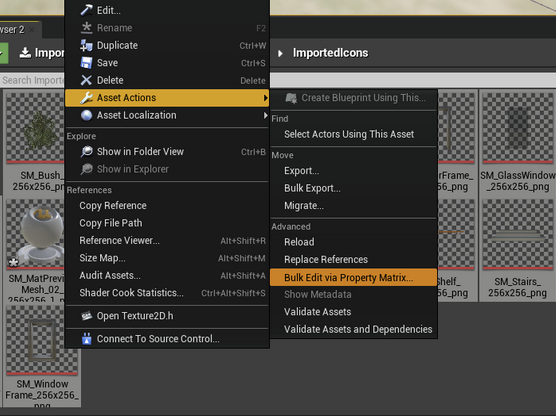 Edit...
Rename F2
Duplicate Ctrl+W
Save Ctrl+S
Delete Delete
Asset Actions
Asset Localization
Explore
Show in Folder View Ctrl+B
Show in Explorer
References
Copy Reference
Copy File Path
Reference Viewer... Alt+Shift+R
Size Map... Alt+Shift+M
Audit Assets... Alt+Shift+A
Shader Cook Statistics... Ctrl+Alt+Shift+S
Open Texture2D.h
Connect To Source Control...
Create Blueprint Using This...
Find
Select Actors Using This Asset
Move
Export...
Bulk Export...
Migrate...
Advanced
Reload
Replace References
Bulk Edit via Property Matrix...
Show Metadata
Validate Assets
Validate Assets and Dependencies
wser 2
Impor
ImportedIcons
Search Importe
SM_Bush_
256x256_p
rFrame_
_png
SM_GlassWindow
_256x256_png
SM_MatPrev
Mesh_02_
256x256_1_p
Shelf_
_png
SM_Stairs_
256x256_png
SM_Window
Frame_256x256_
png